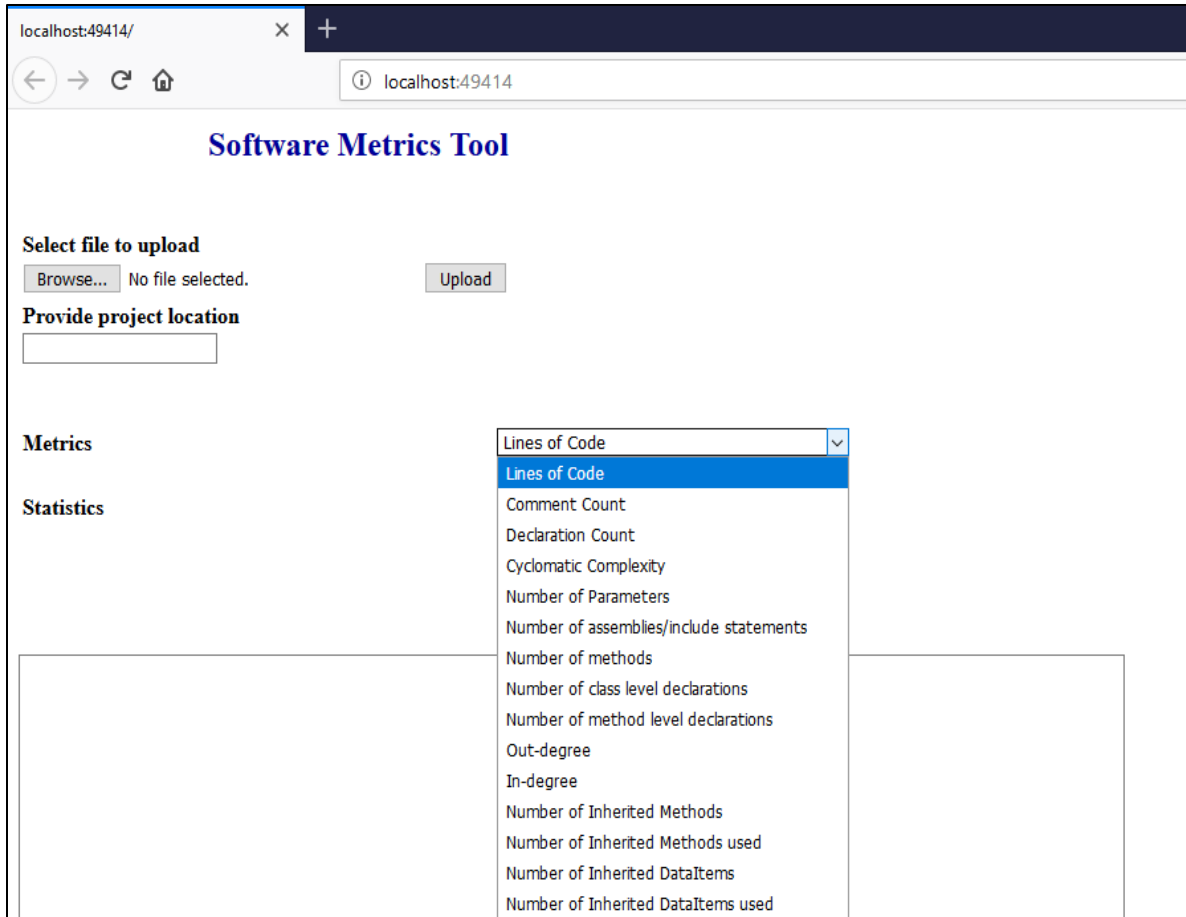 localhost:49414/
localhost:49414
Software Metrics Tool
Select file to upload
Browse... No file selected. Upload
Provide project location
Metrics Lines of Code
Lines of Code
Statistics
Comment Count
Declaration Count
Cyclomatic Complexity
Number of Parameters
Number of assemblies/include statements
Number of methods
Number of class level declarations
Number of method level declarations
Out-degree
In-degree
Number of Inherited Methods
Number of Inherited Methods used
Number of Inherited DataItems
Number of Inherited DataItems used